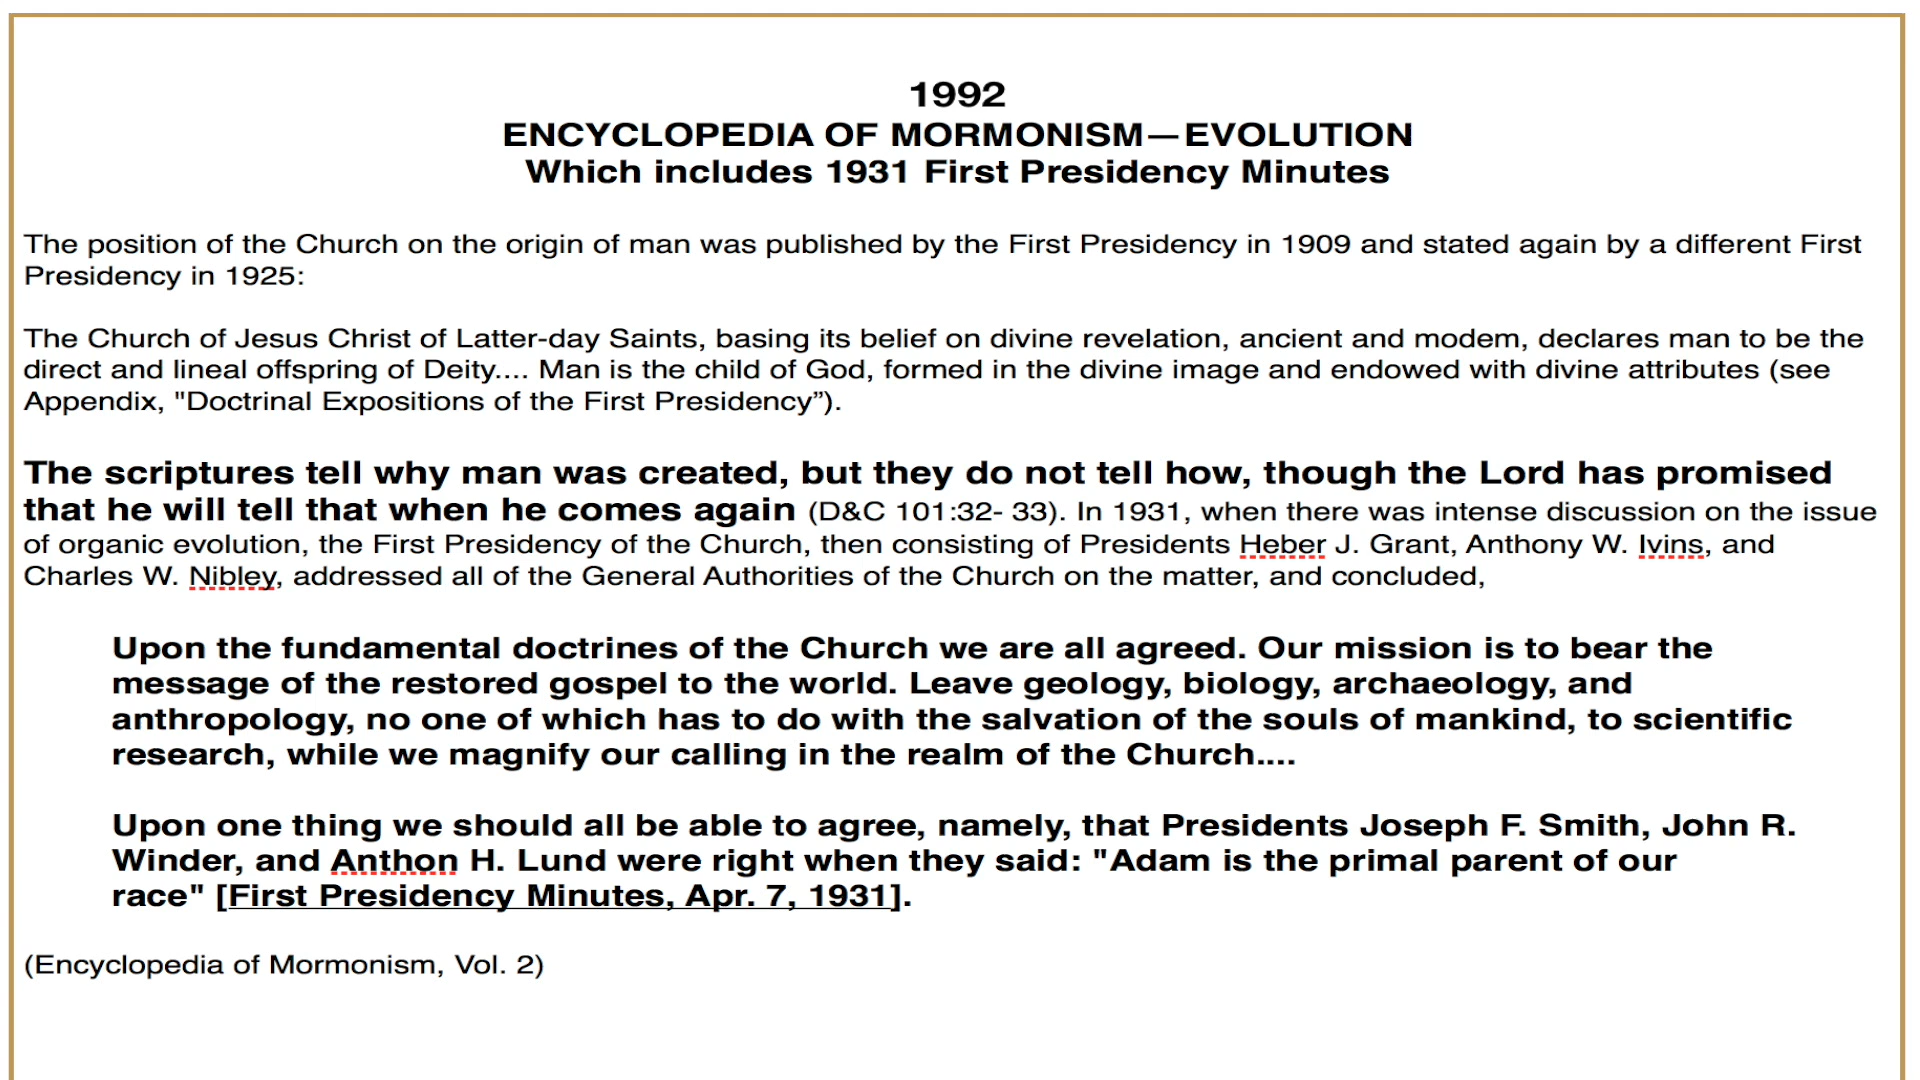 1992
ENCYCLOPEDIA OF MORMONISM—EVOLUTION
Which includes 1931 First Presidency Minutes
The position of the Church on the origin of man was published by the First Presidency in 1909 and stated again by a different First
Presidency in 1925:
The Church of Jesus Christ of Latter-day Saints, basing its belief on divine revelation, ancient and modem, declares man to be the
direct and lineal offspring of Deity.... Man is the child of God, formed in the divine image and endowed with divine attributes (see
Appendix, "Doctrinal Expositions of the First Presidency”).
The scriptures tell why man was created, but they do not tell how, though the Lord has promised
that he will tell that when he comes again (D&C 101:32- 33). In 1931, when there was intense discussion on the issue
of organic evolution, the First Presidency of the Church, then consisting of Presidents Heber J. Grant, Anthony W. Ivins, and
Charles W. Nibley, addressed all of the General Authorities of the Church on the matter, and concluded,
Upon the fundamental doctrines of the Church we are all agreed. Our mission is to bear the
message of the restored gospel to the world. Leave geology, biology, archaeology, and
anthropology, no one of which has to do with the salvation of the souls of mankind, to scientific
research, while we magnify our calling in the realm of the Church....
Upon one thing we should all be able to agree, namely, that Presidents Joseph F. Smith, John R.
Winder, and Anthon H. Lund were right when they said: "Adam is the primal parent of our
race" [First Presidency Minutes, Apr. 7, 1931].
(Encyclopedia of Mormonism, Vol. 2)